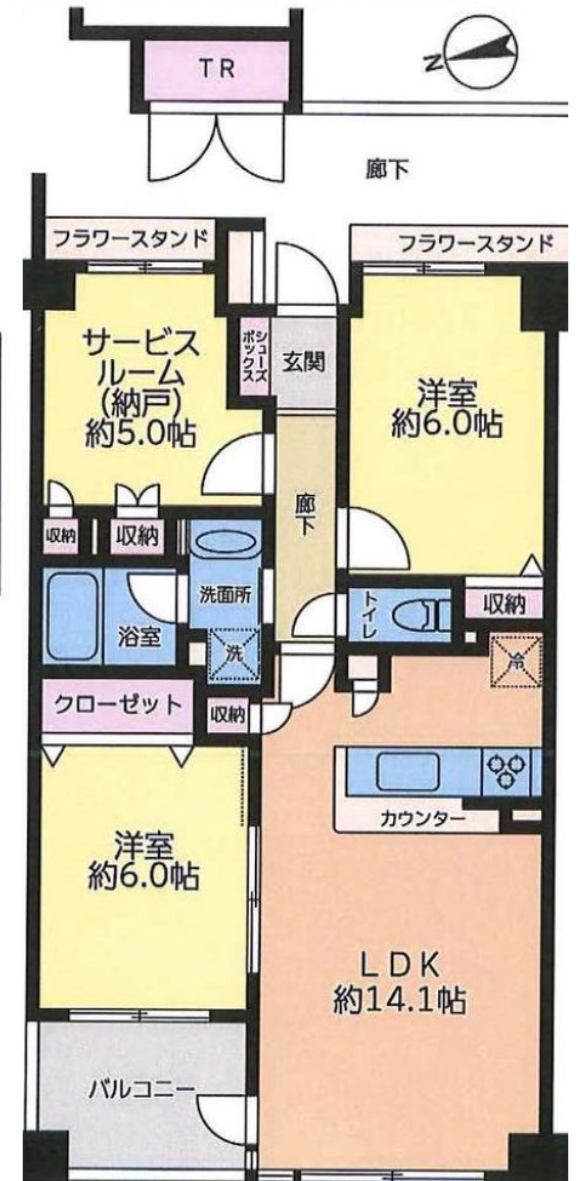 TR
N
廊下
フラワースタンド
フラワースタンド
サービス
ルーム
(納戸)
約5.0帖
シューズ
ボックス
玄関
洋室
約6.0帖
廊下
収納
収納
洗面所
トイレ
収納
浴室
洗
冷
クローゼット
収納
カウンター
洋室
約6.0帖
LDK
約14.1帖
バルコニー